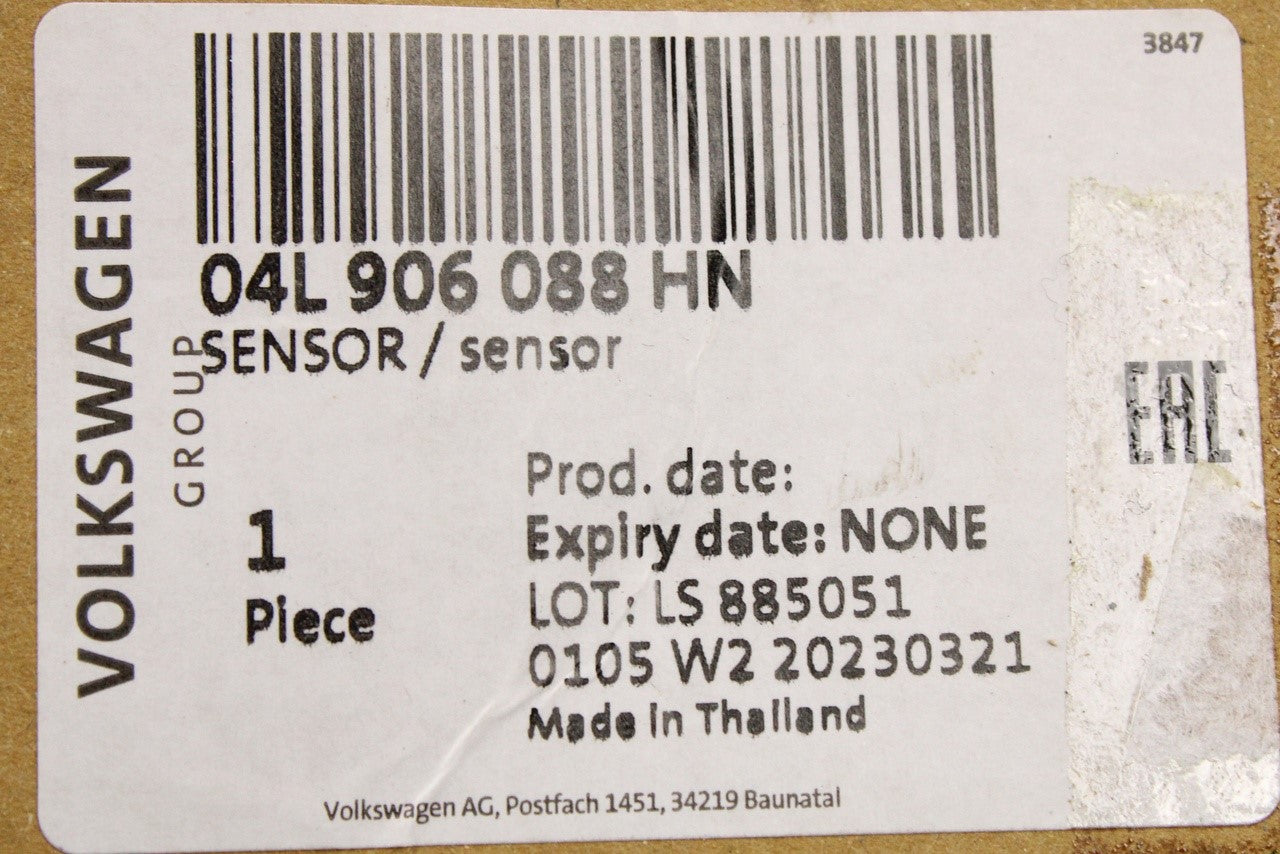 3847
VOLKSWAGEN
GROUP
04L 906 088 HN
SENSOR / sensor
1
Piece
Prod. date:
Expiry date: NONE
LOT: LS 885051
0105 W2 20230321
Made in Thailand
EAC
Volkswagen AG, Postfach 1451, 34219 Baunatal